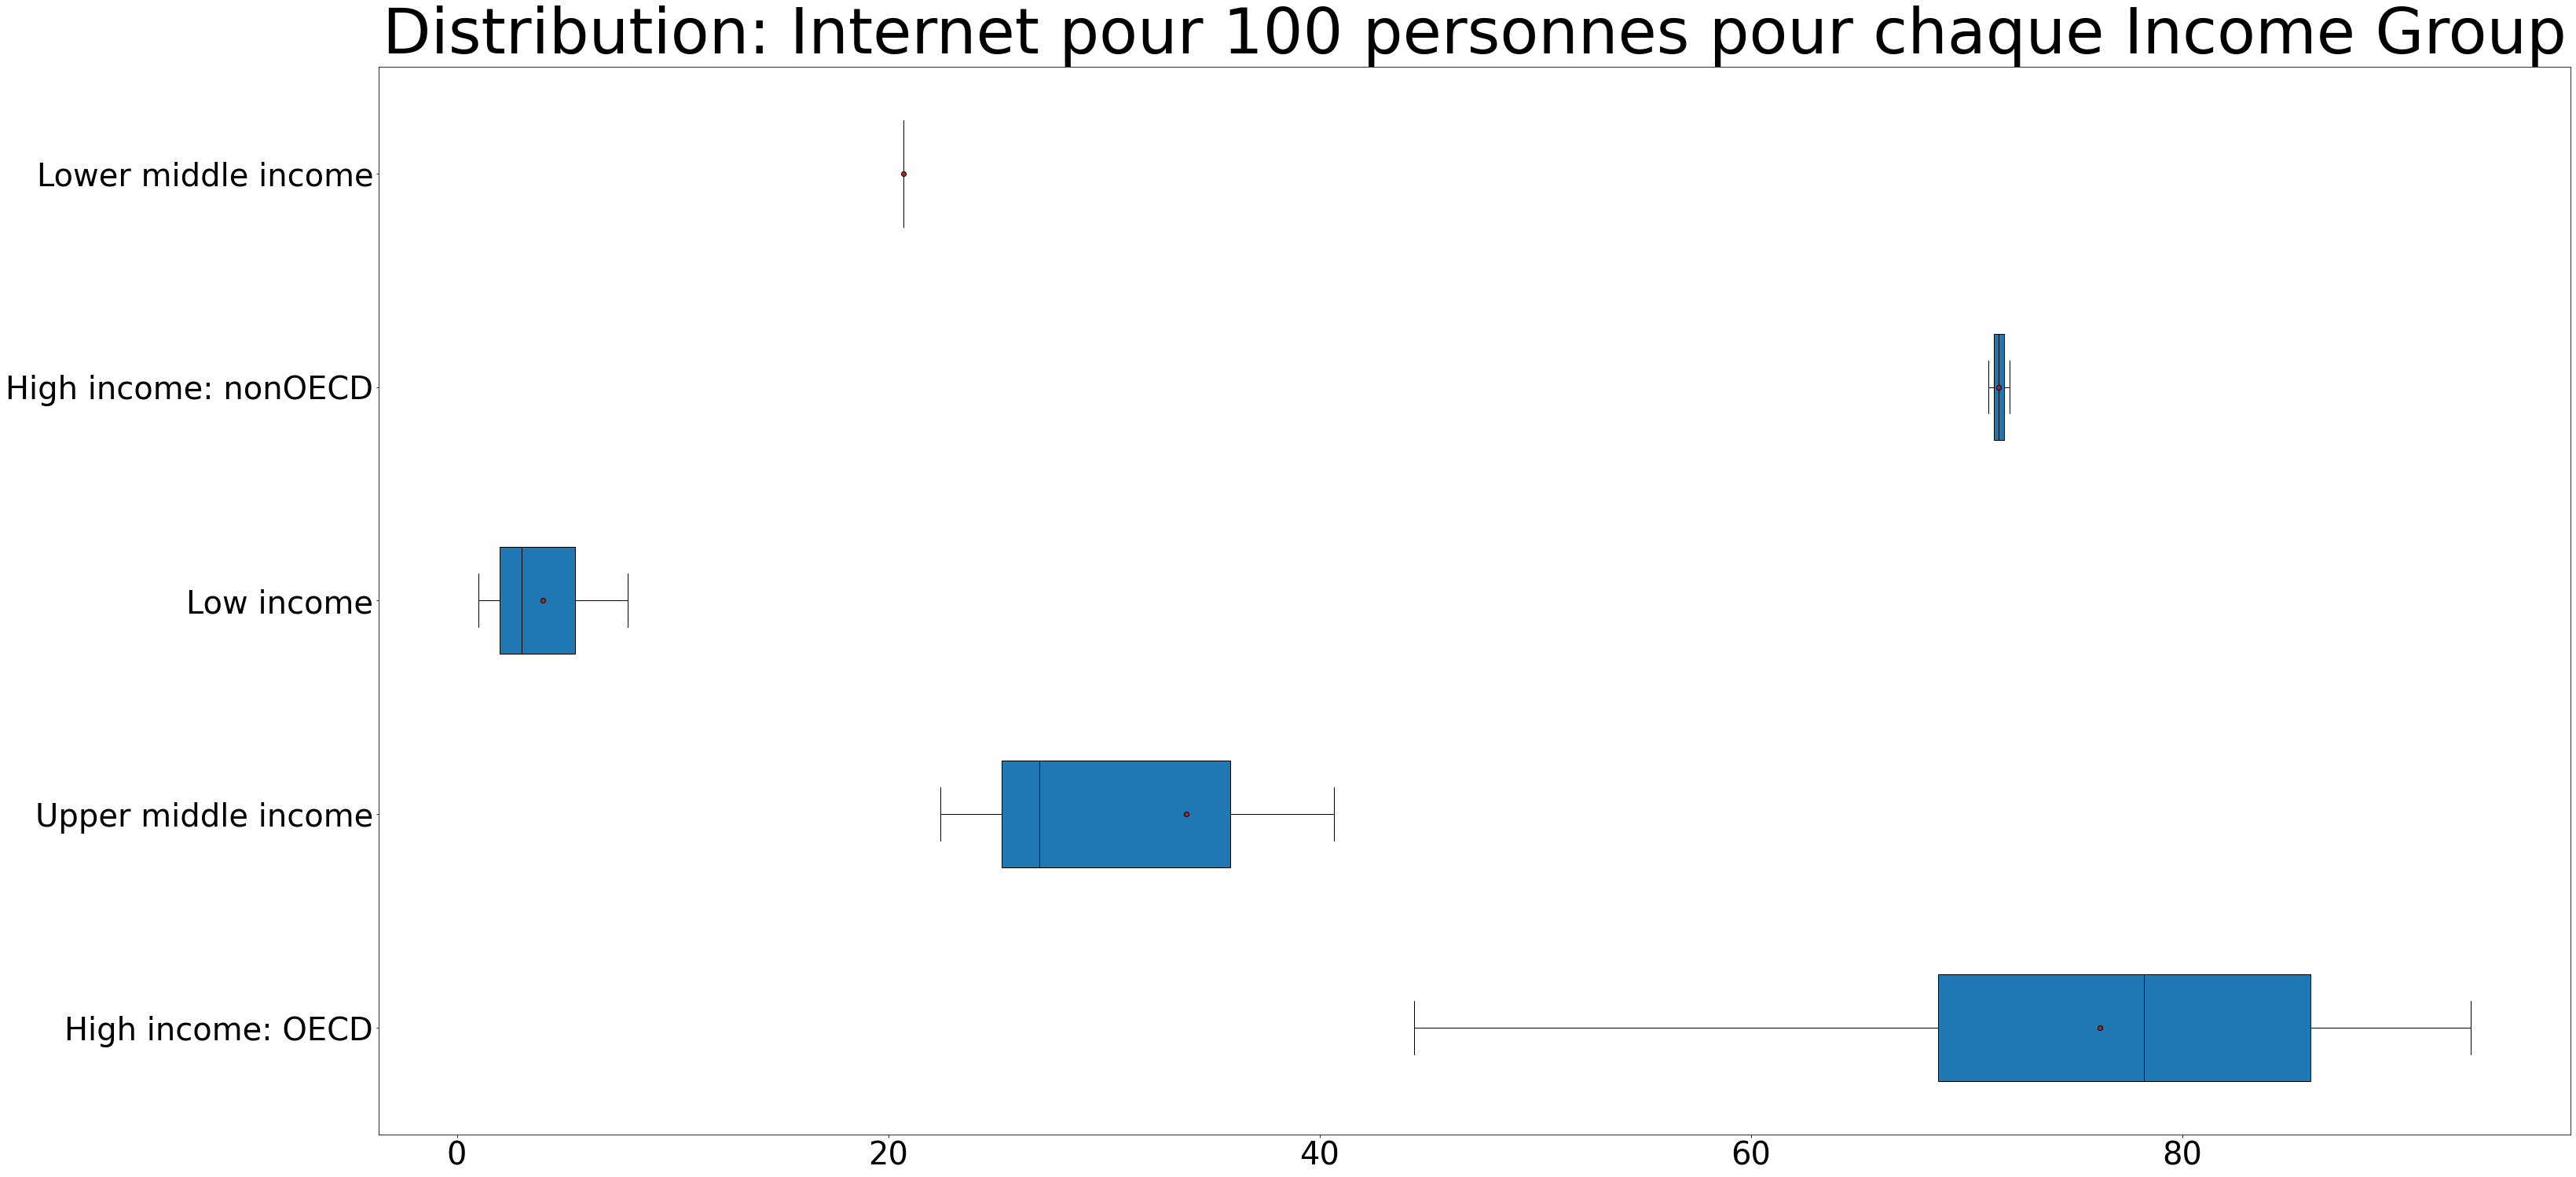 Distribution: Internet pour 100 personnes pour chaque Income Group
Lower middle income
High income: nonOECD
Low income
Upper middle income
High income: OECD
0 20 40 60 80